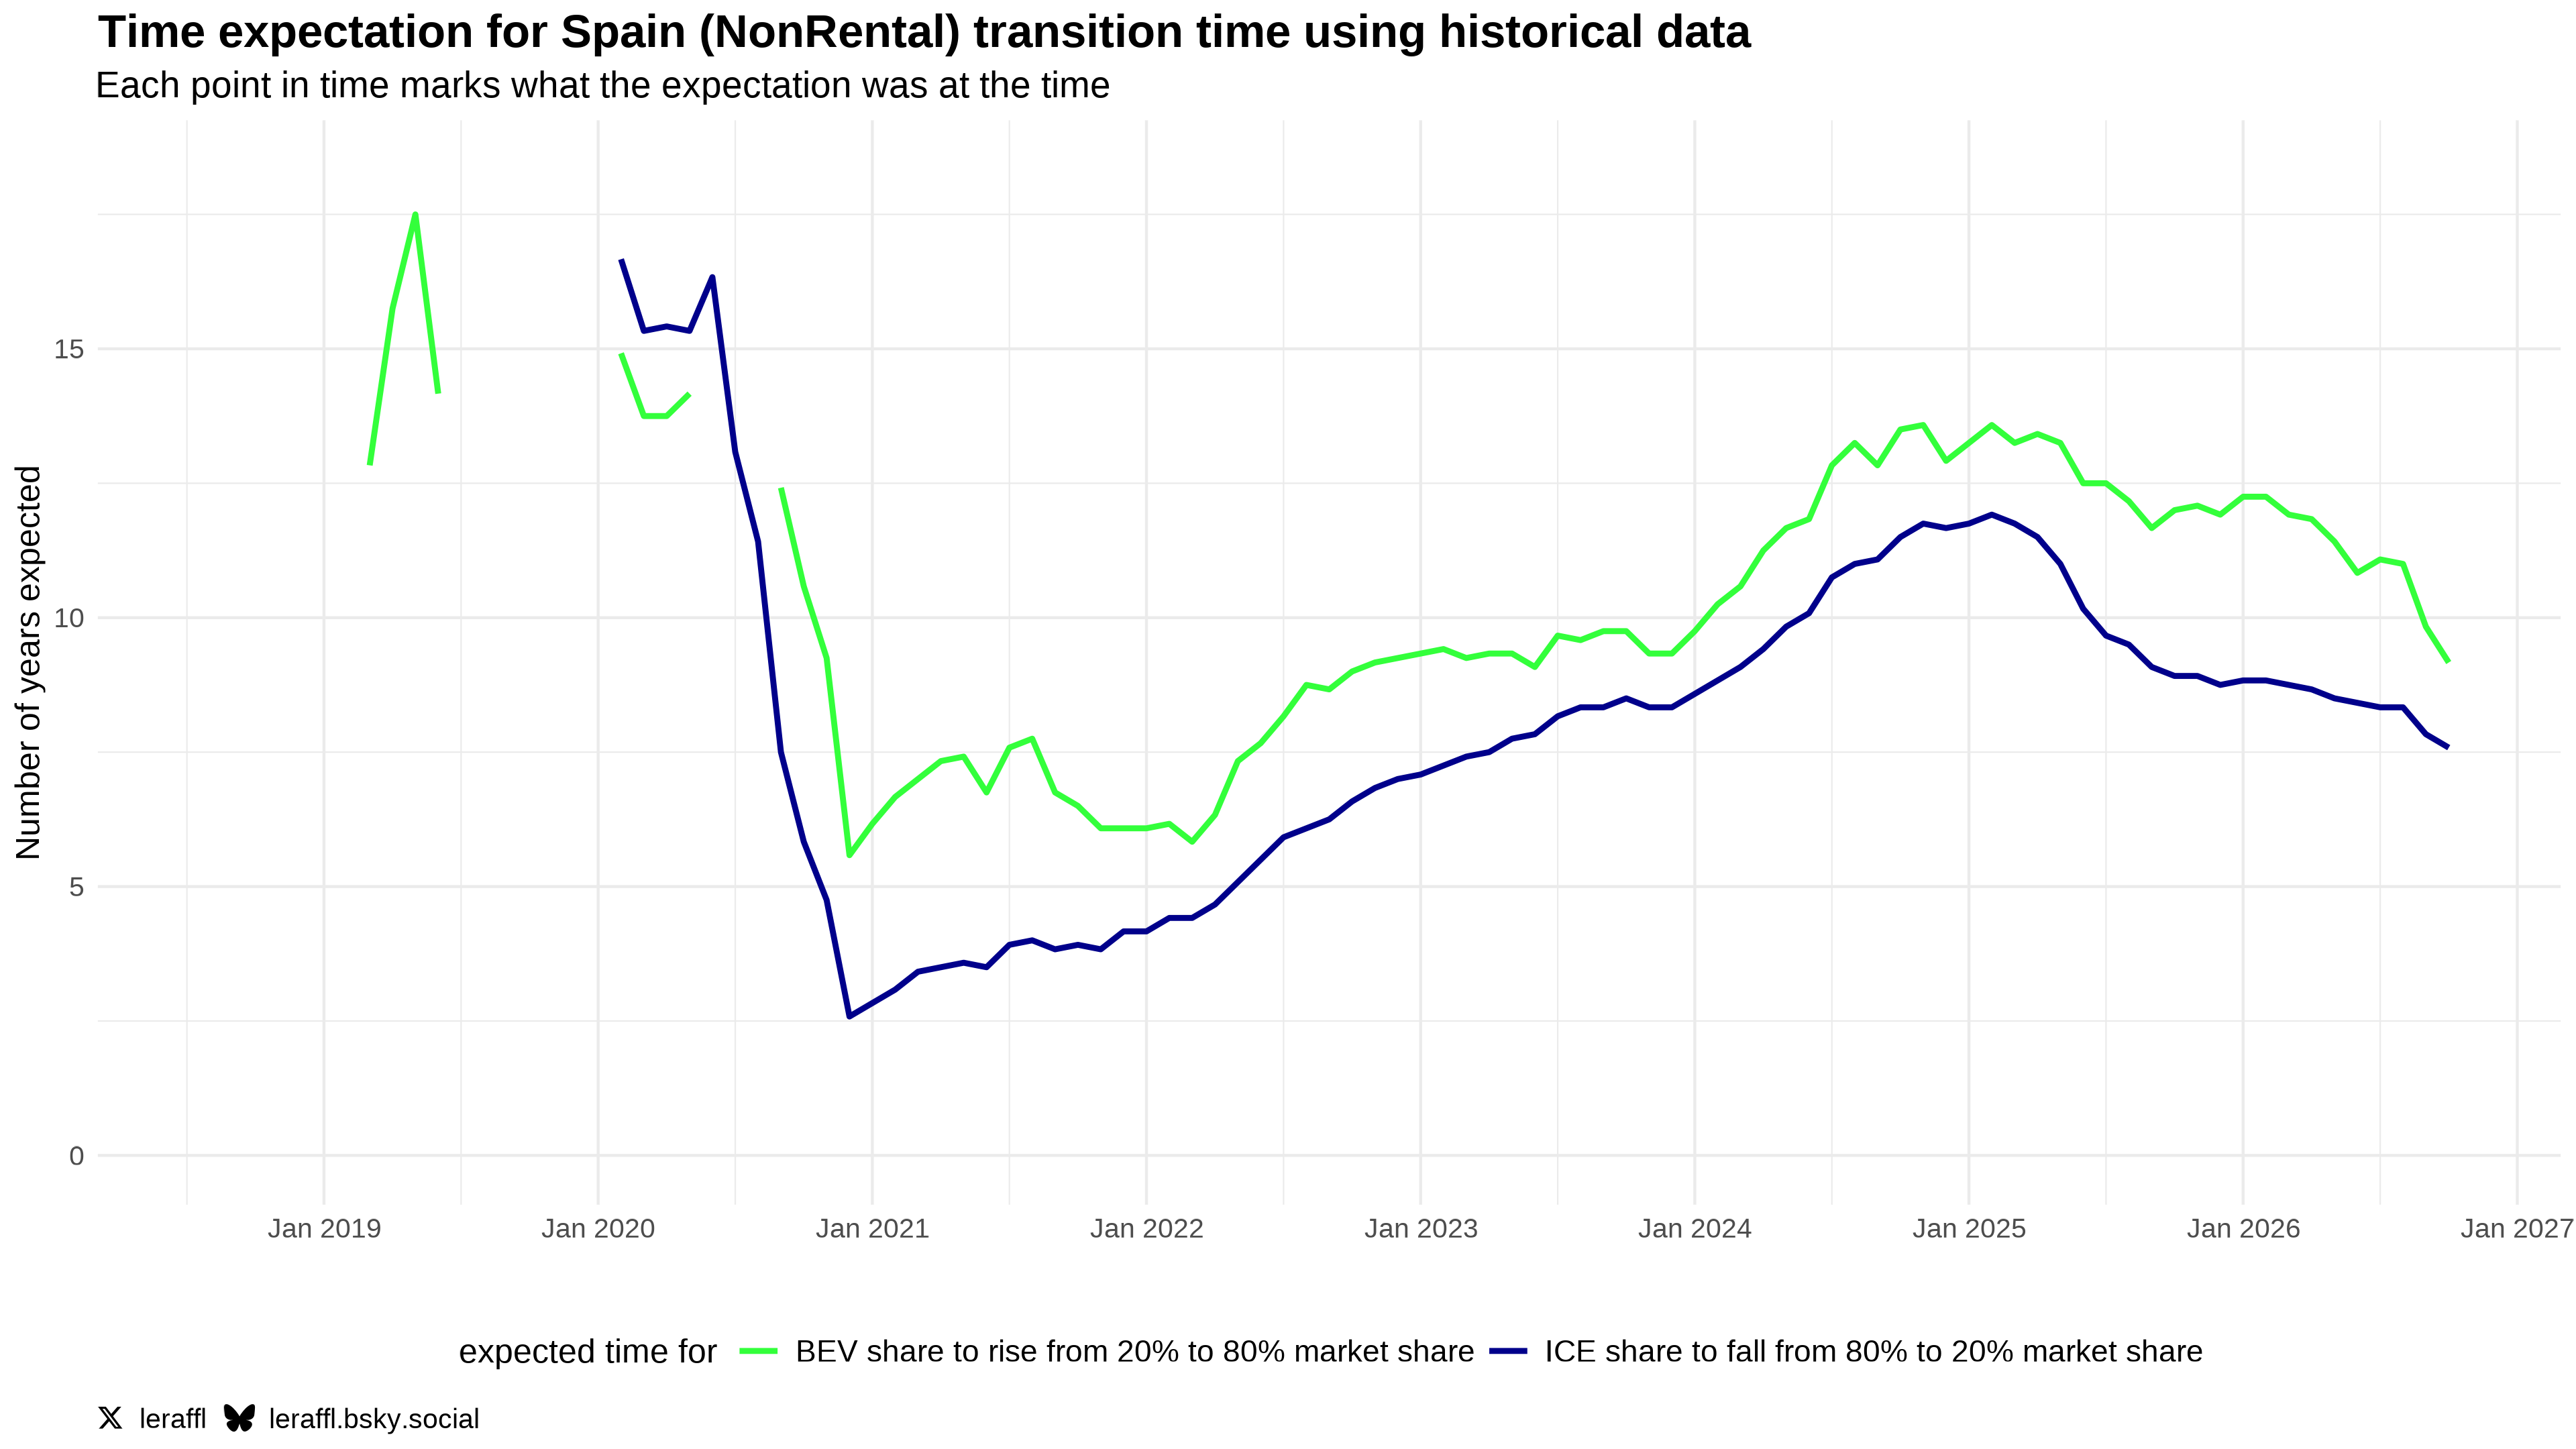 Time expectation for Spain (NonRental) transition time using historical data
Each point in time marks what the expectation was at the time
Number of years expected
15
10
5
0
Jan 2019
Jan 2020
Jan 2021
Jan 2022
Jan 2023
Jan 2024
Jan 2025
Jan 2026
Jan 2027
expected time for BEV share to rise from 20% to 80% market share ICE share to fall from 80% to 20% market share
leraffl leraffl.bsky.social